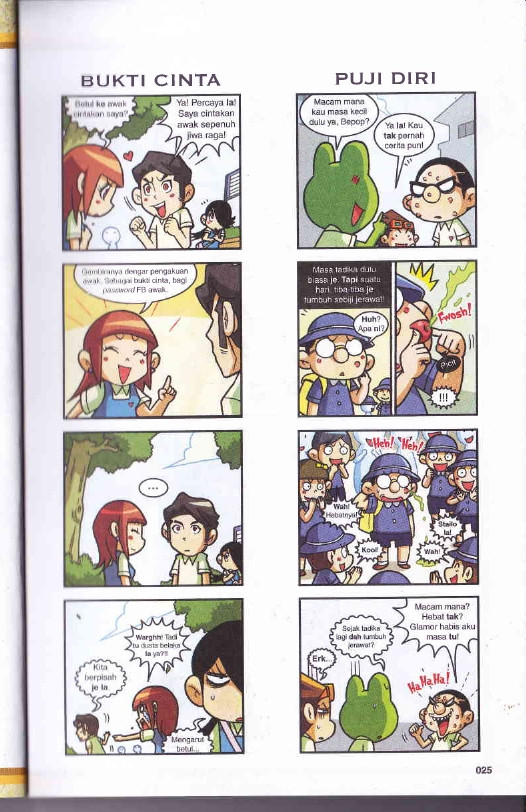 BUKTI CINTA
Betul ke awak
cintakan saya?
Ya! Percaya la!
Saya cintakan
awak sepenuh
jiwa raga!
Gembiranya dengar pengakuan
awak. Sebagai bukti cinta, bagi
password FB awak.
...
Warghh! Tadi
tu dusta belaka
la ya?!!
Kita
berpisah
je la.
Mengarut
betul...
PUJI DIRI
Macam mana
kau masa kecil
dulu ya, Bepop?
Ya la! Kau
tak pernah
cerita pun!
Masa tadika dulu
biasa je. Tapi suatu
hari, tiba-tiba je
tumbuh sebiji jerawat!
Huh?
Apa ni?
Fwosh!
Picit
!!!
Heh! Heh!
Wah!
Hebatnya!
Kool!
Wah!
Stailo
la!
Macam mana?
Hebat tak?
Glamor habis aku
masa tu!
Sejak tadika
lagi dah tumbuh
jerawat?
Erk...
Ha Ha Ha!
025